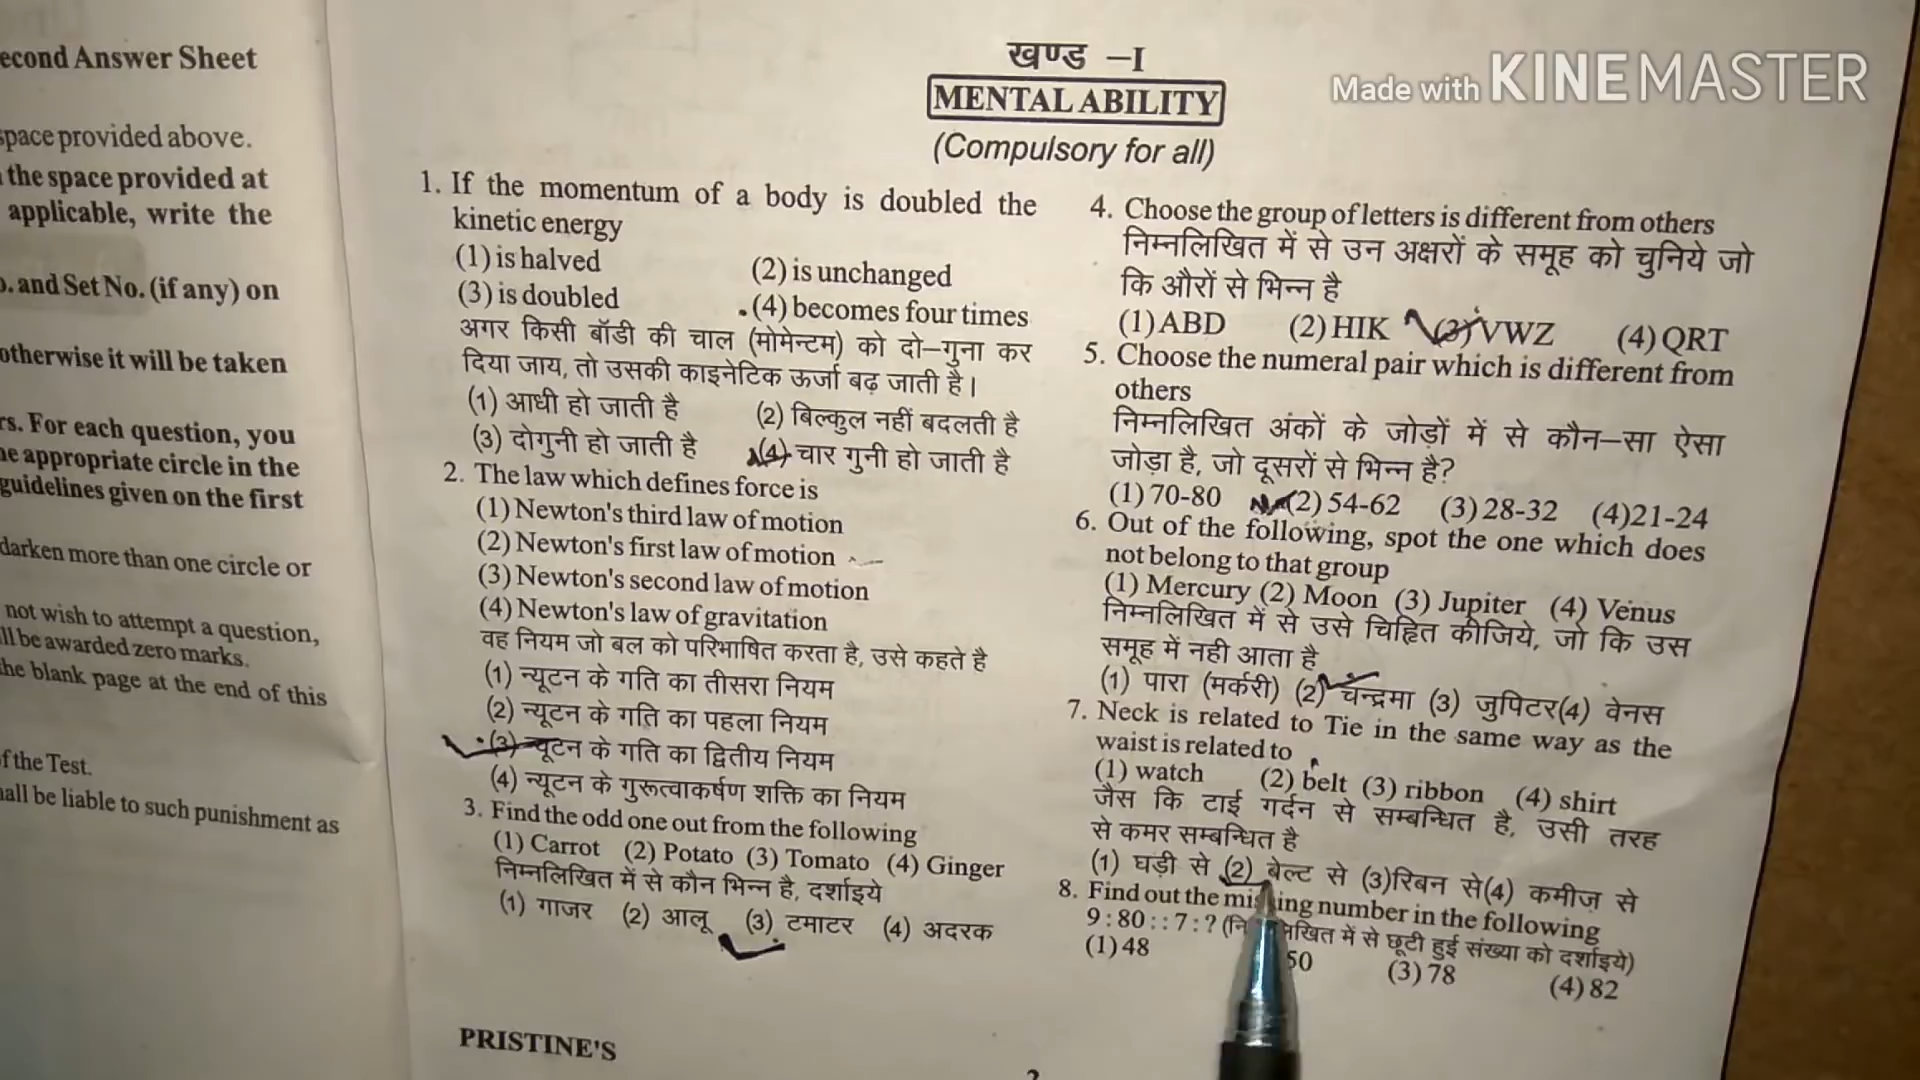 econd Answer Sheet
space provided above.
the space provided at
applicable, write the
. and Set No. (if any) on
otherwise it will be taken
rs. For each question, you
e appropriate circle in the
guidelines given on the first
darken more than one circle or
not wish to attempt a question,
ll be awarded zero marks.
he blank page at the end of this
f the Test.
hall be liable to such punishment as
खण्ड –I
MENTAL ABILITY
(Compulsory for all)
1. If the momentum of a body is doubled the
kinetic energy
(1) is halved (2) is unchanged
(3) is doubled (4) becomes four times
अगर किसी बॉडी की चाल (मोमेन्टम) को दो–गुना कर
दिया जाय, तो उसकी काइनेटिक ऊर्जा बढ़ जाती है।
(1) आधी हो जाती है (2) बिल्कुल नहीं बदलती है
(3) दोगुनी हो जाती है (4) चार गुनी हो जाती है
2. The law which defines force is
(1) Newton's third law of motion
(2) Newton's first law of motion
(3) Newton's second law of motion
(4) Newton's law of gravitation
वह नियम जो बल को परिभाषित करता है, उसे कहते है
(1) न्यूटन के गति का तीसरा नियम
(2) न्यूटन के गति का पहला नियम
(3) न्यूटन के गति का द्वितीय नियम
(4) न्यूटन के गुरूत्वाकर्षण शक्ति का नियम
3. Find the odd one out from the following
(1) Carrot (2) Potato (3) Tomato (4) Ginger
निम्नलिखित में से कौन भिन्न है, दर्शाइये
(1) गाजर (2) आलू (3) टमाटर (4) अदरक
PRISTINE'S
4. Choose the group of letters is different from others
निम्नलिखित में से उन अक्षरों के समूह को चुनिये जो
कि औरों से भिन्न है
(1) ABD (2) HIK (3) VWZ (4) QRT
5. Choose the numeral pair which is different from
others
निम्नलिखित अंकों के जोड़ों में से कौन–सा ऐसा
जोड़ा है, जो दूसरों से भिन्न है?
(1) 70-80 (2) 54-62 (3) 28-32 (4) 21-24
6. Out of the following, spot the one which does
not belong to that group
(1) Mercury (2) Moon (3) Jupiter (4) Venus
निम्नलिखित में से उसे चिह्नित कीजिये, जो कि उस
समूह में नही आता है
(1) पारा (मर्करी) (2) चन्द्रमा (3) जुपिटर (4) वेनस
7. Neck is related to Tie in the same way as the
waist is related to
(1) watch (2) belt (3) ribbon (4) shirt
जैस कि टाई गर्दन से सम्बन्धित है, उसी तरह
से कमर सम्बन्धित है
(1) घड़ी से (2) बेल्ट से (3) रिबन से (4) कमीज़ से
8. Find out the missing number in the following
9 : 80 : : 7 : ? (निम्नलिखित में से छूटी हुई संख्या को दर्शाइये)
(1) 48 50 (3) 78 (4) 82
Made with KINEMASTER